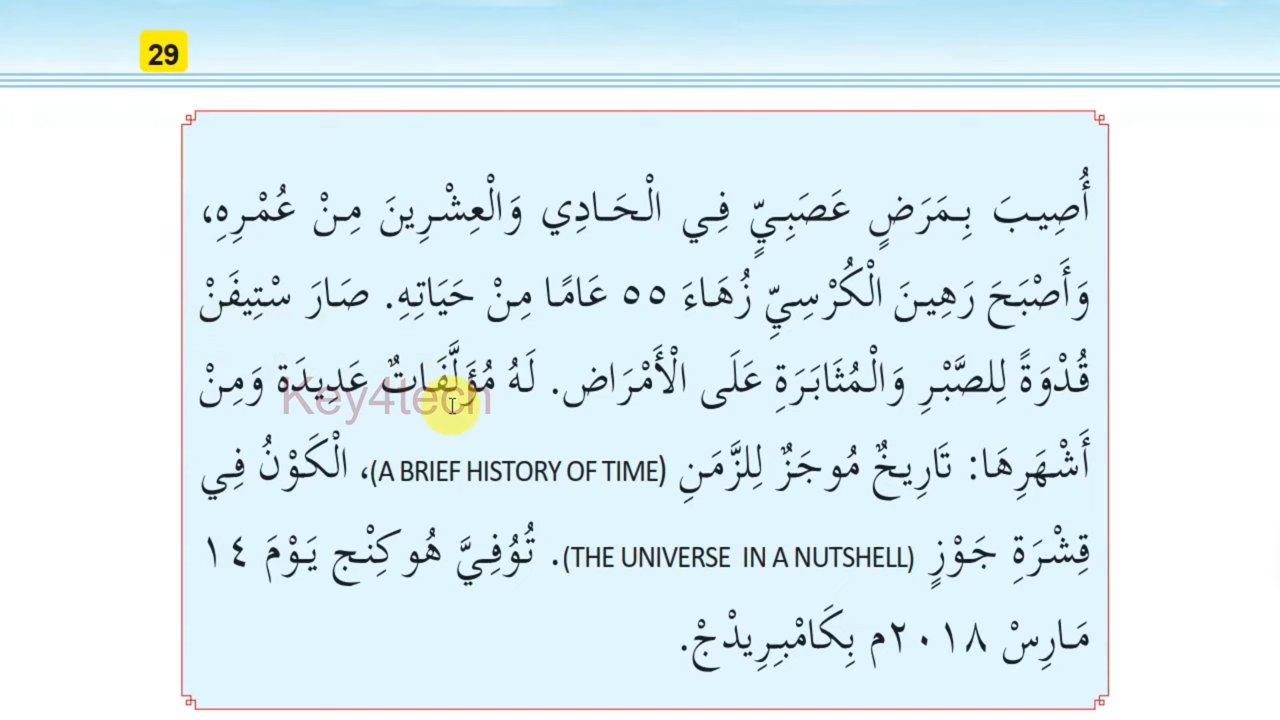 29
أُصِيبَ بِمَرَضٍ عَصَبِيٍّ فِي الْحَادِي وَالْعِشْرِينَ مِنْ عُمْرِهِ،
وَأَصْبَحَ رَهِينَ الْكُرْسِيِّ زُهَاءَ ٥٥ عَامًا مِنْ حَيَاتِهِ. صَارَ سْتِيفَنْ
قُدْوَةً لِلصَّبْرِ وَالْمُثَابَرَةِ عَلَى الْأَمْرَاض. لَهُ مُؤَلَّفَاتٌ عَدِيدَة وَمِنْ
Key4tech
أَشْهَرِهَا: تَارِيخٌ مُوجَزٌ لِلزَّمَنِ (A BRIEF HISTORY OF TIME)، الْكَوْنُ فِي
قِشْرَةِ جَوْزٍ (THE UNIVERSE IN A NUTSHELL). تُوُفِيَّ هُوكِنْج يَوْمَ ١٤
مَارِسْ ٢٠١٨م بِكَامْبِرِيدْجْ.